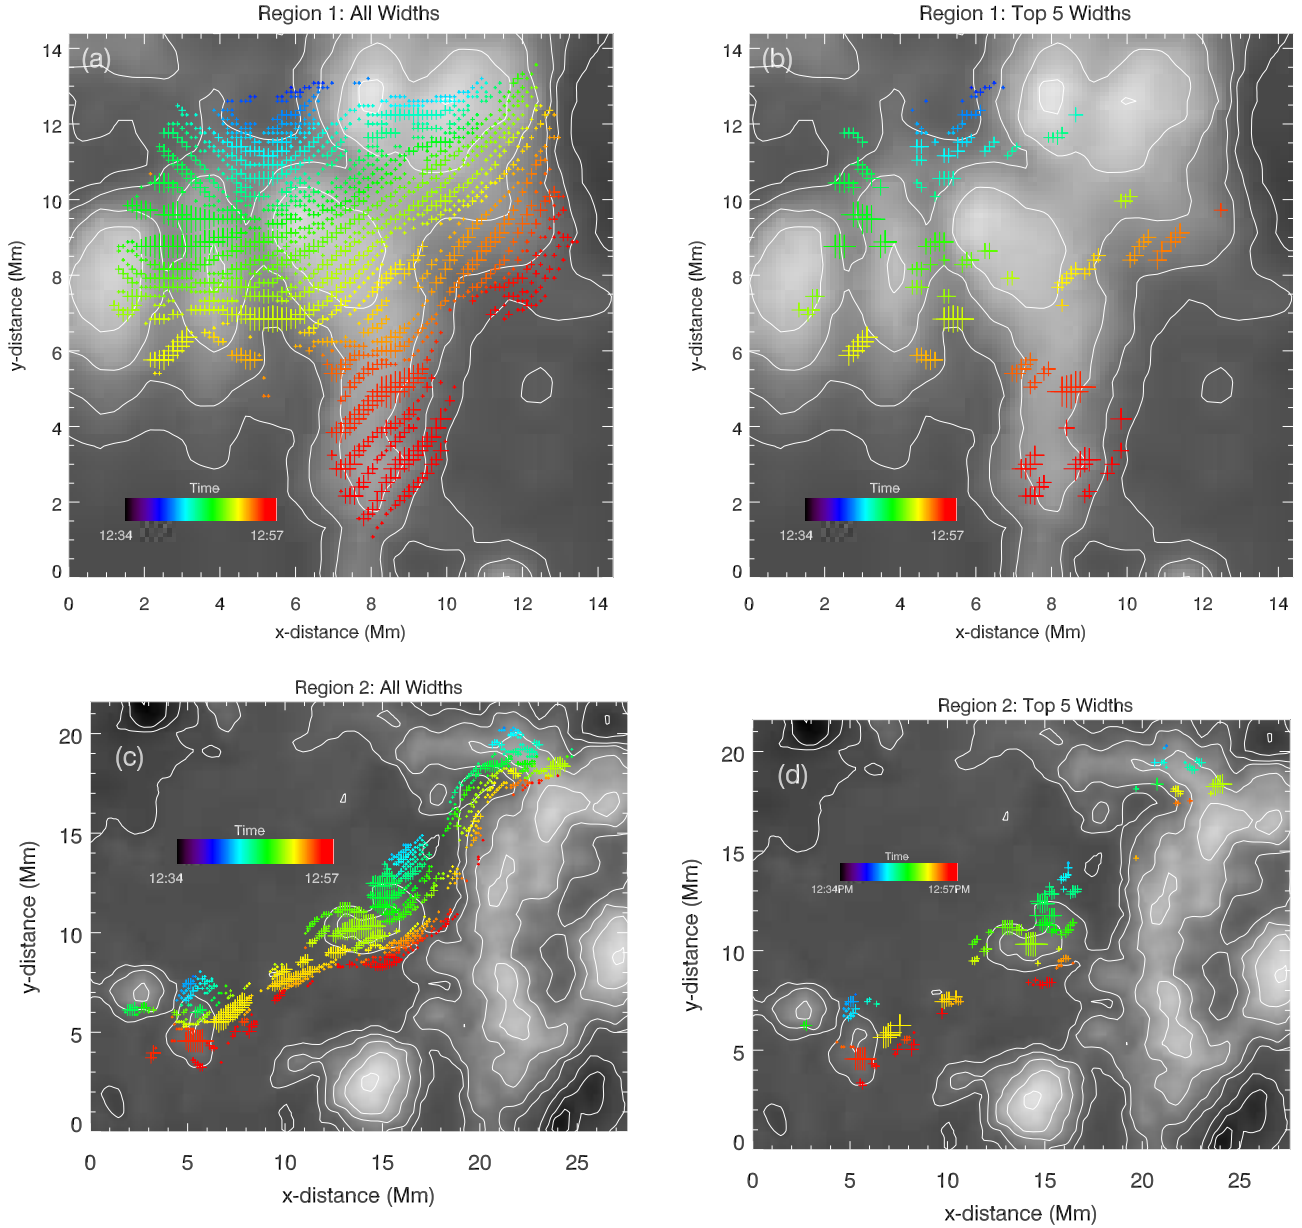 Region 1: All Widths
(a)
y-distance (Mm)
14
12
10
8
6
4
2
0
Time
12:34
12:57
0 2 4 6 8 10 12 14
x-distance (Mm)
Region 1: Top 5 Widths
(b)
y-distance (Mm)
14
12
10
8
6
4
2
0
Time
12:34
12:57
0 2 4 6 8 10 12 14
x-distance (Mm)
Region 2: All Widths
(c)
y-distance (Mm)
20
15
10
5
0
Time
12:34
12:57
0 5 10 15 20 25
x-distance (Mm)
Region 2: Top 5 Widths
(d)
y-distance (Mm)
20
15
10
5
0
Time
12:34PM
12:57PM
0 5 10 15 20 25
x-distance (Mm)